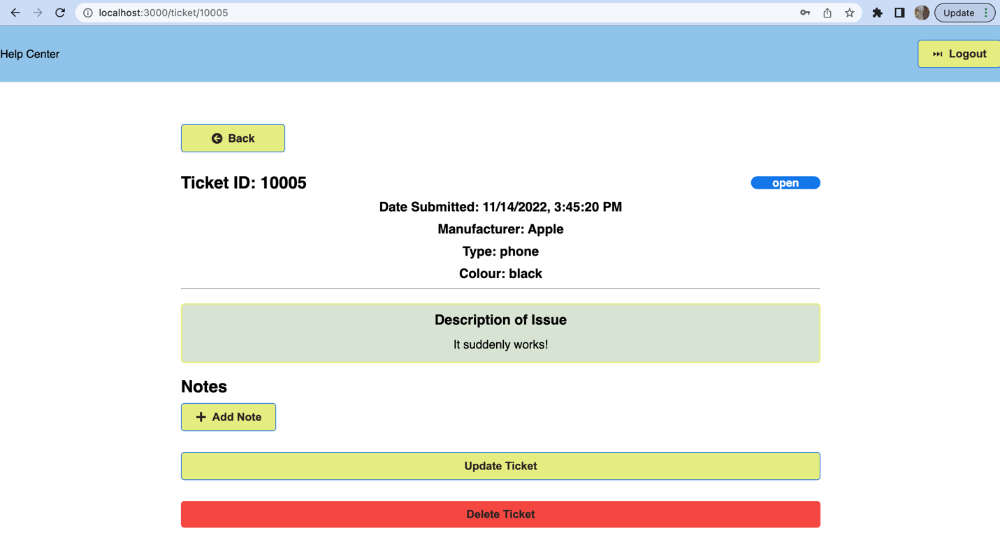 localhost:3000/ticket/10005
Update
Help Center
Logout
Back
Ticket ID: 10005
open
Date Submitted: 11/14/2022, 3:45:20 PM
Manufacturer: Apple
Type: phone
Colour: black
Description of Issue
It suddenly works!
Notes
Add Note
Update Ticket
Delete Ticket